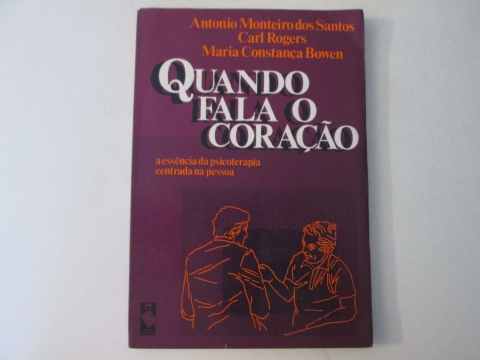 Antonio Monteiro dos Santos
Carl Rogers
Maria Constança Bowen
QUANDO
FALA O
CORAÇÃO
a essência da psicoterapia
centrada na pessoa